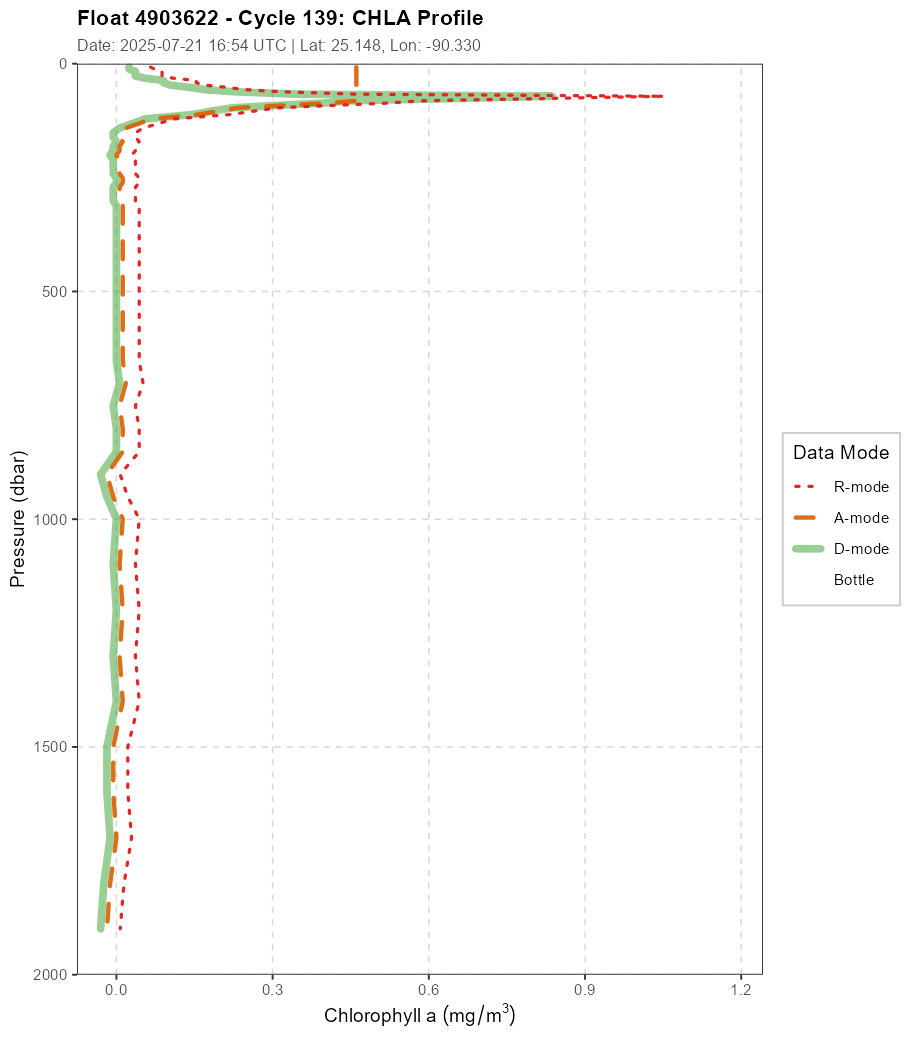 Float 4903622 - Cycle 139: CHLA Profile
Date: 2025-07-21 16:54 UTC | Lat: 25.148, Lon: -90.330
0
500
1000
1500
2000
Pressure (dbar)
0.0 0.3 0.6 0.9 1.2
Chlorophyll a (mg/m³)
Data Mode
R-mode
A-mode
D-mode
Bottle